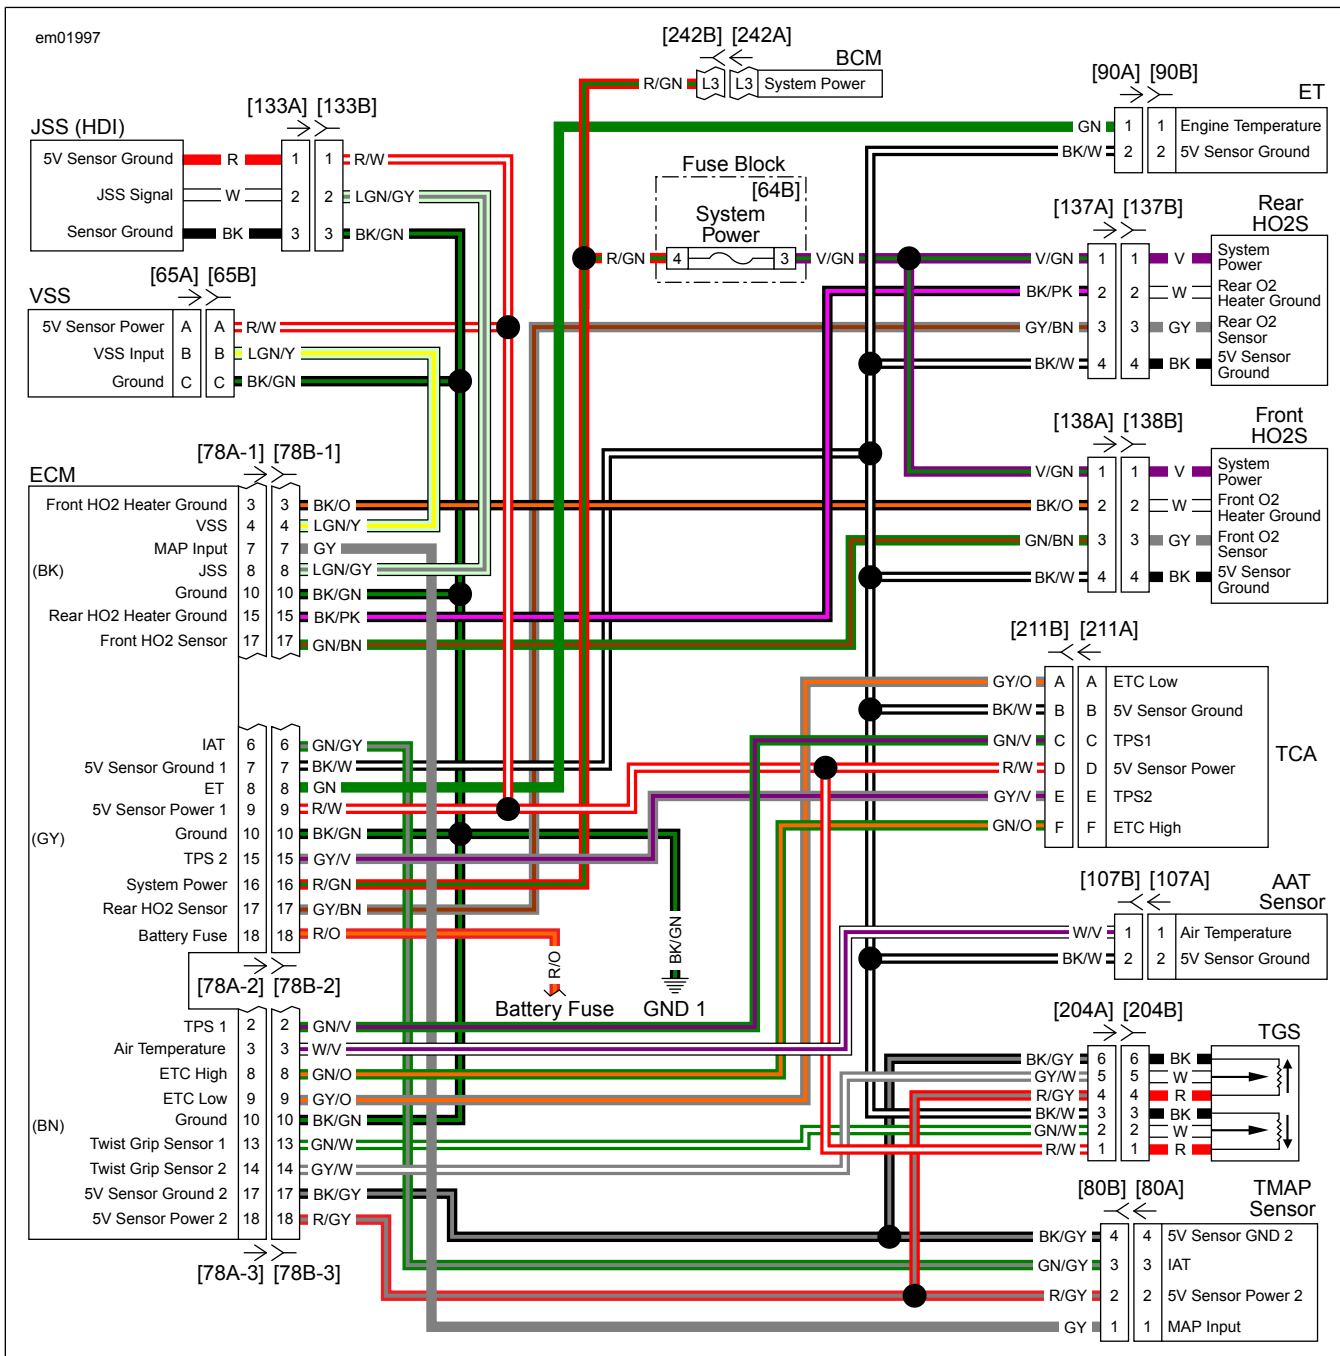 em01997
[242B] [242A]
BCM
R/GN L3 L3 System Power
[90A] [90B]
ET
GN 1 1 Engine Temperature
BK/W 2 2 5V Sensor Ground
[133A] [133B]
JSS (HDI)
5V Sensor Ground R 1 1 R/W
JSS Signal W 2 2 LGN/GY
Sensor Ground BK 3 3 BK/GN
Fuse Block
[64B]
System
Power
R/GN 4 3 V/GN
[137A] [137B]
Rear
HO2S
V/GN 1 1 V System
Power
BK/PK 2 2 W Rear O2
Heater Ground
GY/BN 3 3 GY Rear O2
Sensor
BK/W 4 4 BK 5V Sensor
Ground
[65A] [65B]
VSS
5V Sensor Power A A R/W
VSS Input B B LGN/Y
Ground C C BK/GN
[138A] [138B]
Front
HO2S
V/GN 1 1 V System
Power
BK/O 2 2 W Front O2
Heater Ground
GN/BN 3 3 GY Front O2
Sensor
BK/W 4 4 BK 5V Sensor
Ground
[78A-1] [78B-1]
ECM
Front HO2 Heater Ground 3 3 BK/O
VSS 4 4 LGN/Y
MAP Input 7 7 GY
(BK)
JSS 8 8 LGN/GY
Ground 10 10 BK/GN
Rear HO2 Heater Ground 15 15 BK/PK
Front HO2 Sensor 17 17 GN/BN
[211B] [211A]
GY/O A A ETC Low
BK/W B B 5V Sensor Ground
GN/V C C TPS1
TCA
R/W D D 5V Sensor Power
GY/V E E TPS2
GN/O F F ETC High
IAT 6 6 GN/GY
5V Sensor Ground 1 7 7 BK/W
ET 8 8 GN
5V Sensor Power 1 9 9 R/W
(GY)
Ground 10 10 BK/GN
TPS 2 15 15 GY/V
System Power 16 16 R/GN
Rear HO2 Sensor 17 17 GY/BN
Battery Fuse 18 18 R/O
[78A-2] [78B-2]
R/O
Battery Fuse
BK/GN
GND 1
[107B] [107A]
AAT
Sensor
W/V 1 1 Air Temperature
BK/W 2 2 5V Sensor Ground
TPS 1 2 2 GN/V
Air Temperature 3 3 W/V
ETC High 8 8 GN/O
ETC Low 9 9 GY/O
(BN)
Ground 10 10 BK/GN
Twist Grip Sensor 1 13 13 GN/W
Twist Grip Sensor 2 14 14 GY/W
5V Sensor Ground 2 17 17 BK/GY
5V Sensor Power 2 18 18 R/GY
[78A-3] [78B-3]
[204A] [204B]
TGS
BK/GY 6 6 BK
GY/W 5 5 W
R/GY 4 4 R
BK/W 3 3 BK
GN/W 2 2 W
R/W 1 1 R
[80B] [80A]
TMAP
Sensor
BK/GY 4 4 5V Sensor GND 2
GN/GY 3 3 IAT
R/GY 2 2 5V Sensor Power 2
GY 1 1 MAP Input